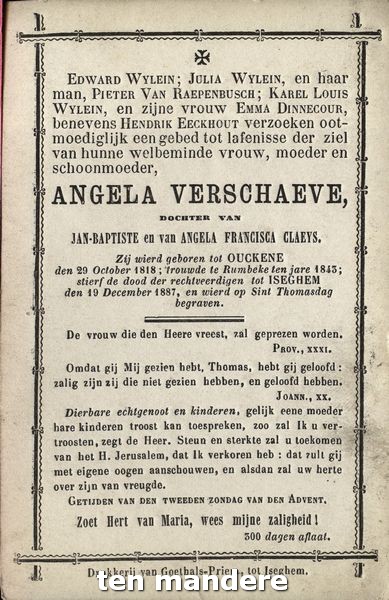 EDWARD WYLEIN; JULIA WYLEIN, en haar
man, PIETER VAN RAEPENBUSCH; KAREL LOUIS
WYLEIN, en zijne vrouw EMMA DINNECOUR,
benevens HENDRIK EECKHOUT verzoeken oot-
moediglijk een gebed tot lafenisse der ziel
van hunne welbeminde vrouw, moeder en
schoonmoeder,
ANGELA VERSCHAEVE,
DOCHTER VAN
JAN-BAPTISTE en van ANGELA FRANCISCA CLAEYS.
Zij wierd geboren tot OUCKENE
den 29 October 1818; trouwde te Rumbeke ten jare 1843;
stierf de dood der rechtveerdigen tot ISEGHEM
den 19 December 1887, en wierd op Sint Thomasdag
begraven.
De vrouw die den Heere vreest, zal geprezen worden.
PROV., XXXI.
Omdat gij Mij gezien hebt, Thomas, hebt gij geloofd:
zalig zijn zij die niet gezien hebben, en geloofd hebben.
JOANN., XX.
Dierbare echtgenoot en kinderen, gelijk eene moeder
hare kinderen troost kan toespreken, zoo zal Ik u ver-
troosten, zegt de Heer. Steun en sterkte zal u toekomen
van het H. Jerusalem, dat Ik verkoren heb: dat zult gij
met eigene oogen aanschouwen, en alsdan zal uw herte
over zijn van vreugde.
GETIJDEN VAN DEN TWEEDEN ZONDAG VAN DEN ADVENT.
Zoet Hert van Maria, wees mijne zaligheid!
300 dagen aflaat.
Drukkerij van Goethals-Priem, tot Iseghem.
ten mandere